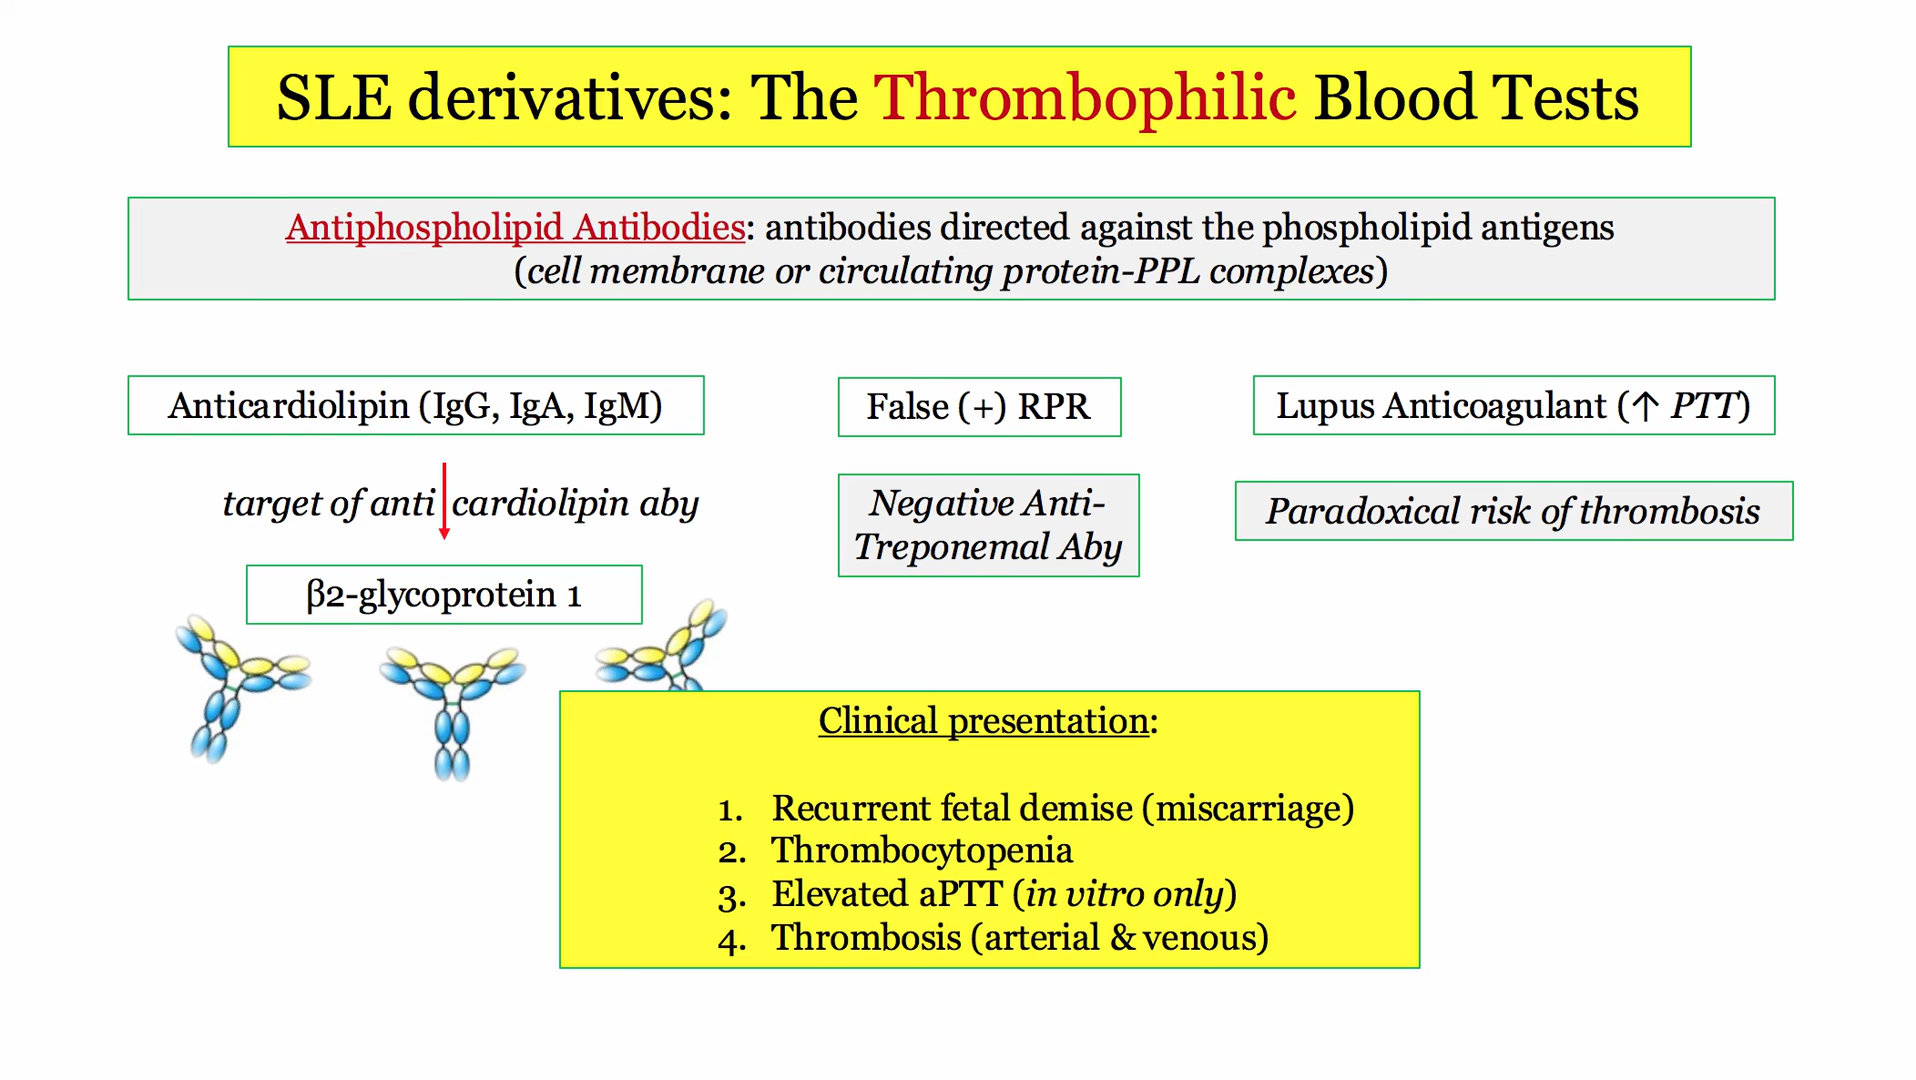 SLE derivatives: The Thrombophilic Blood Tests
Antiphospholipid Antibodies: antibodies directed against the phospholipid antigens
(cell membrane or circulating protein-PPL complexes)
Anticardiolipin (IgG, IgA, IgM)
target of anti cardiolipin aby
β2-glycoprotein 1
False (+) RPR
Negative Anti-
Treponemal Aby
Lupus Anticoagulant (↑ PTT)
Paradoxical risk of thrombosis
Clinical presentation:
1. Recurrent fetal demise (miscarriage)
2. Thrombocytopenia
3. Elevated aPTT (in vitro only)
4. Thrombosis (arterial & venous)